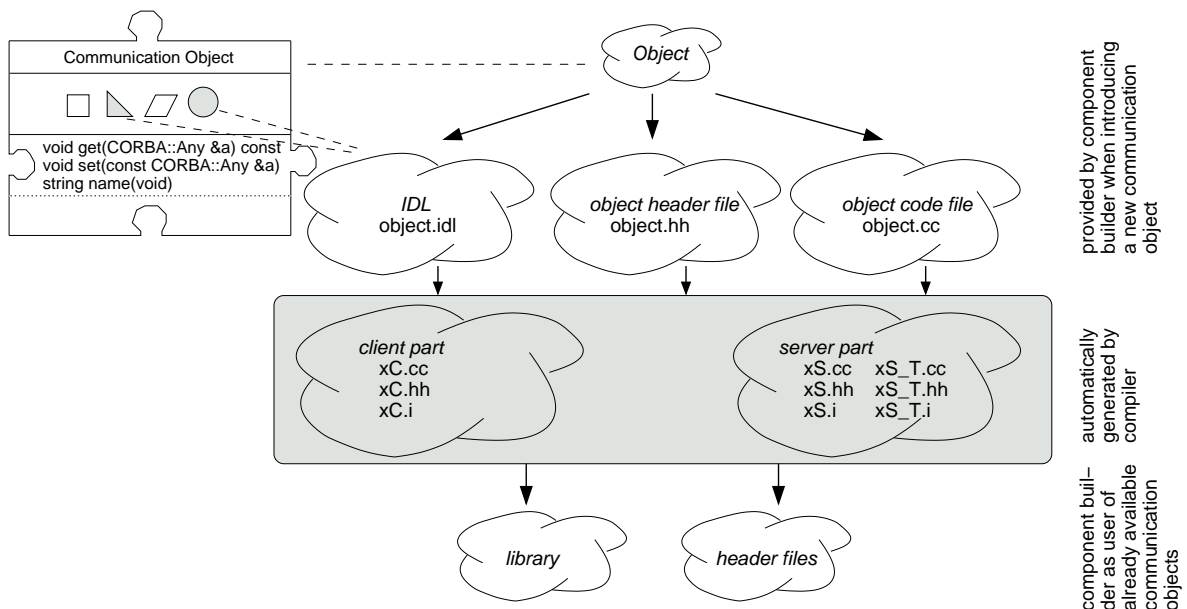 Communication Object
void get(CORBA::Any &a) const
void set(const CORBA::Any &a)
string name(void)
Object
IDL
object.idl
object header file
object.hh
object code file
object.cc
provided by component
builder when introducing
a new communication
object
client part
xC.cc
xC.hh
xC.i
server part
xS.cc xS_T.cc
xS.hh xS_T.hh
xS.i xS_T.i
automatically
generated by
compiler
library
header files
component buil–
der as user of
already available
communication
objects